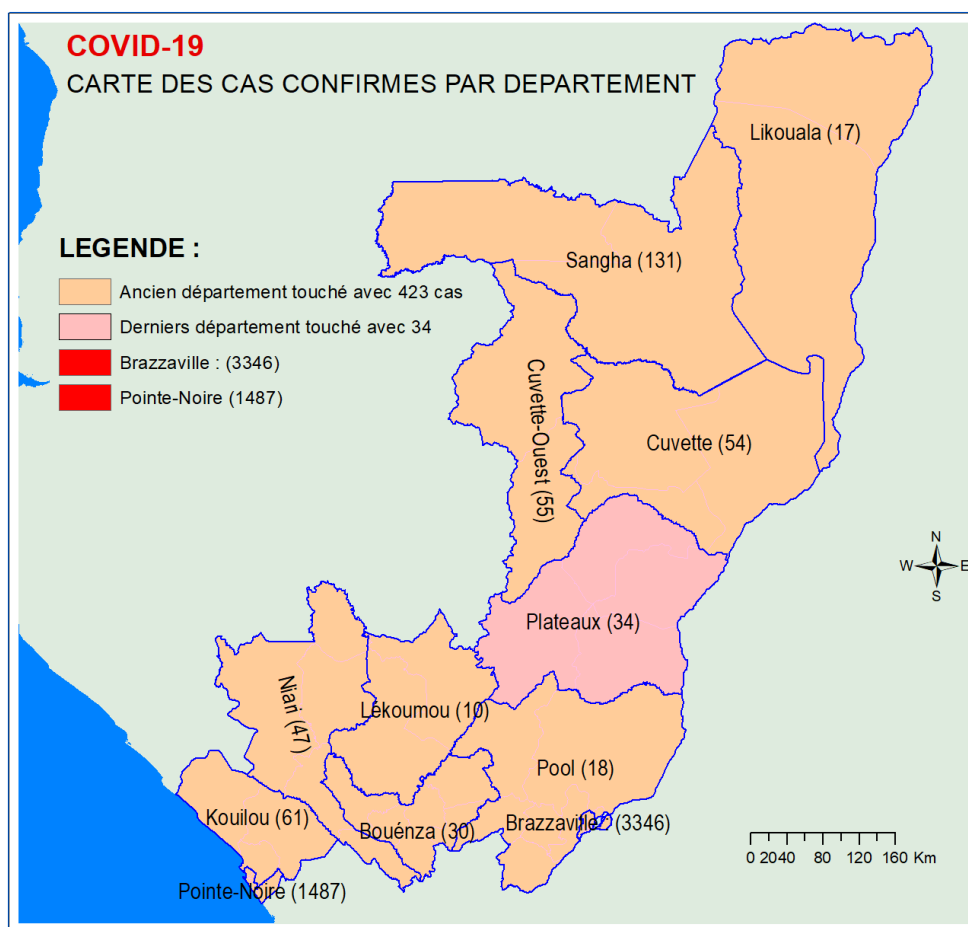 COVID-19
CARTE DES CAS CONFIRMES PAR DEPARTEMENT
Likouala (17)
LEGENDE :
Sangha (131)
Ancien département touché avec 423 cas
Derniers département touché avec 34
Brazzaville : (3346)
Pointe-Noire (1487)
Cuvette-Ouest (55)
Cuvette (54)
N
W
E
S
Plateaux (34)
Niari (47)
Lékoumou (10)
Pool (18)
Kouilou (61)
Bouénza (30)
Brazzaville : (3346)
Pointe-Noire (1487)
0 2040 80 120 160 Km